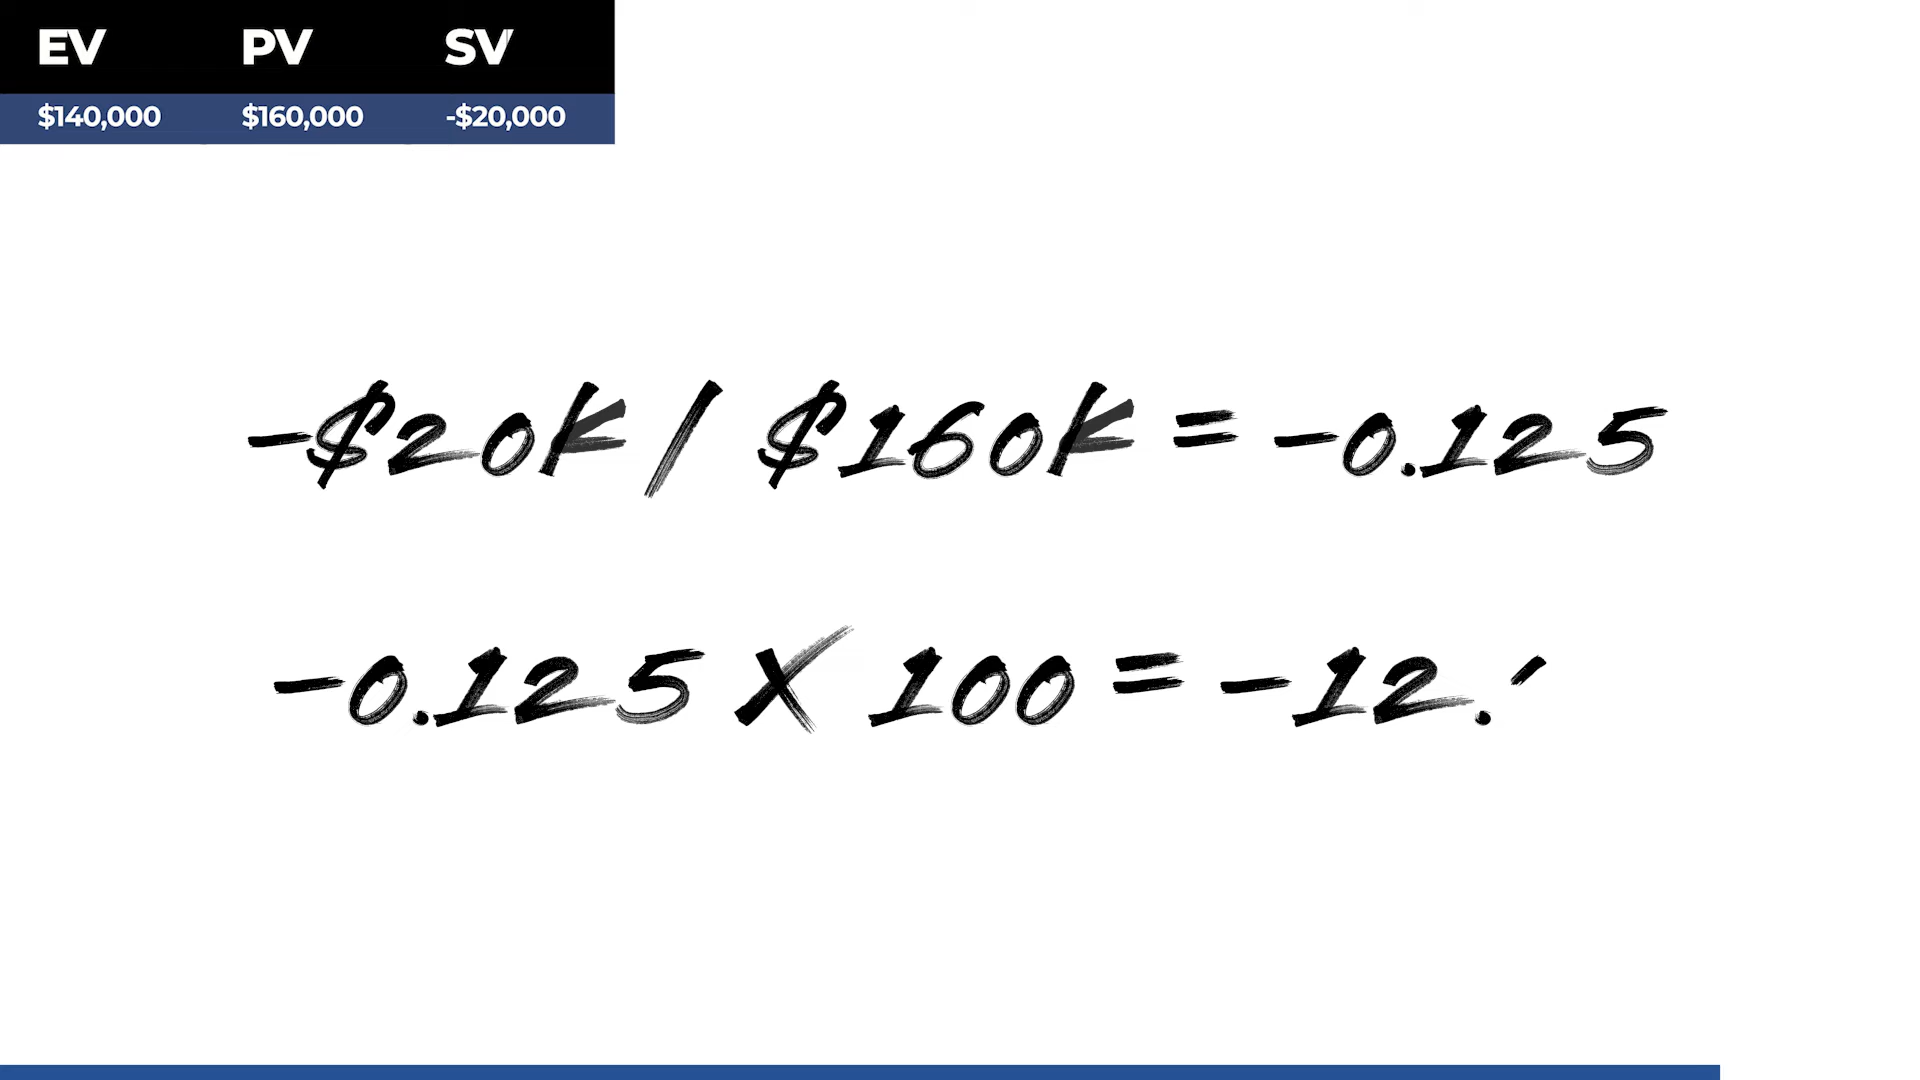 EV PV SV
$140,000 $160,000 -$20,000
-$20K / $160K = -0.125
-0.125 X 100 = -12.